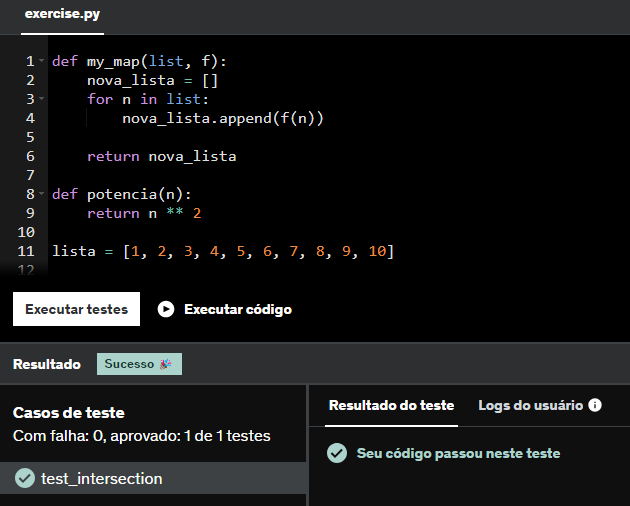 exercise.py
1 def my_map(list, f):
2     nova_lista = []
3     for n in list:
4         nova_lista.append(f(n))
5
6     return nova_lista
7
8 def potencia(n):
9     return n ** 2
10
11 lista = [1, 2, 3, 4, 5, 6, 7, 8, 9, 10]
12
Executar testes Executar código
Resultado Sucesso 🎉
Casos de teste
Com falha: 0, aprovado: 1 de 1 testes
test_intersection
Resultado do teste Logs do usuário
Seu código passou neste teste